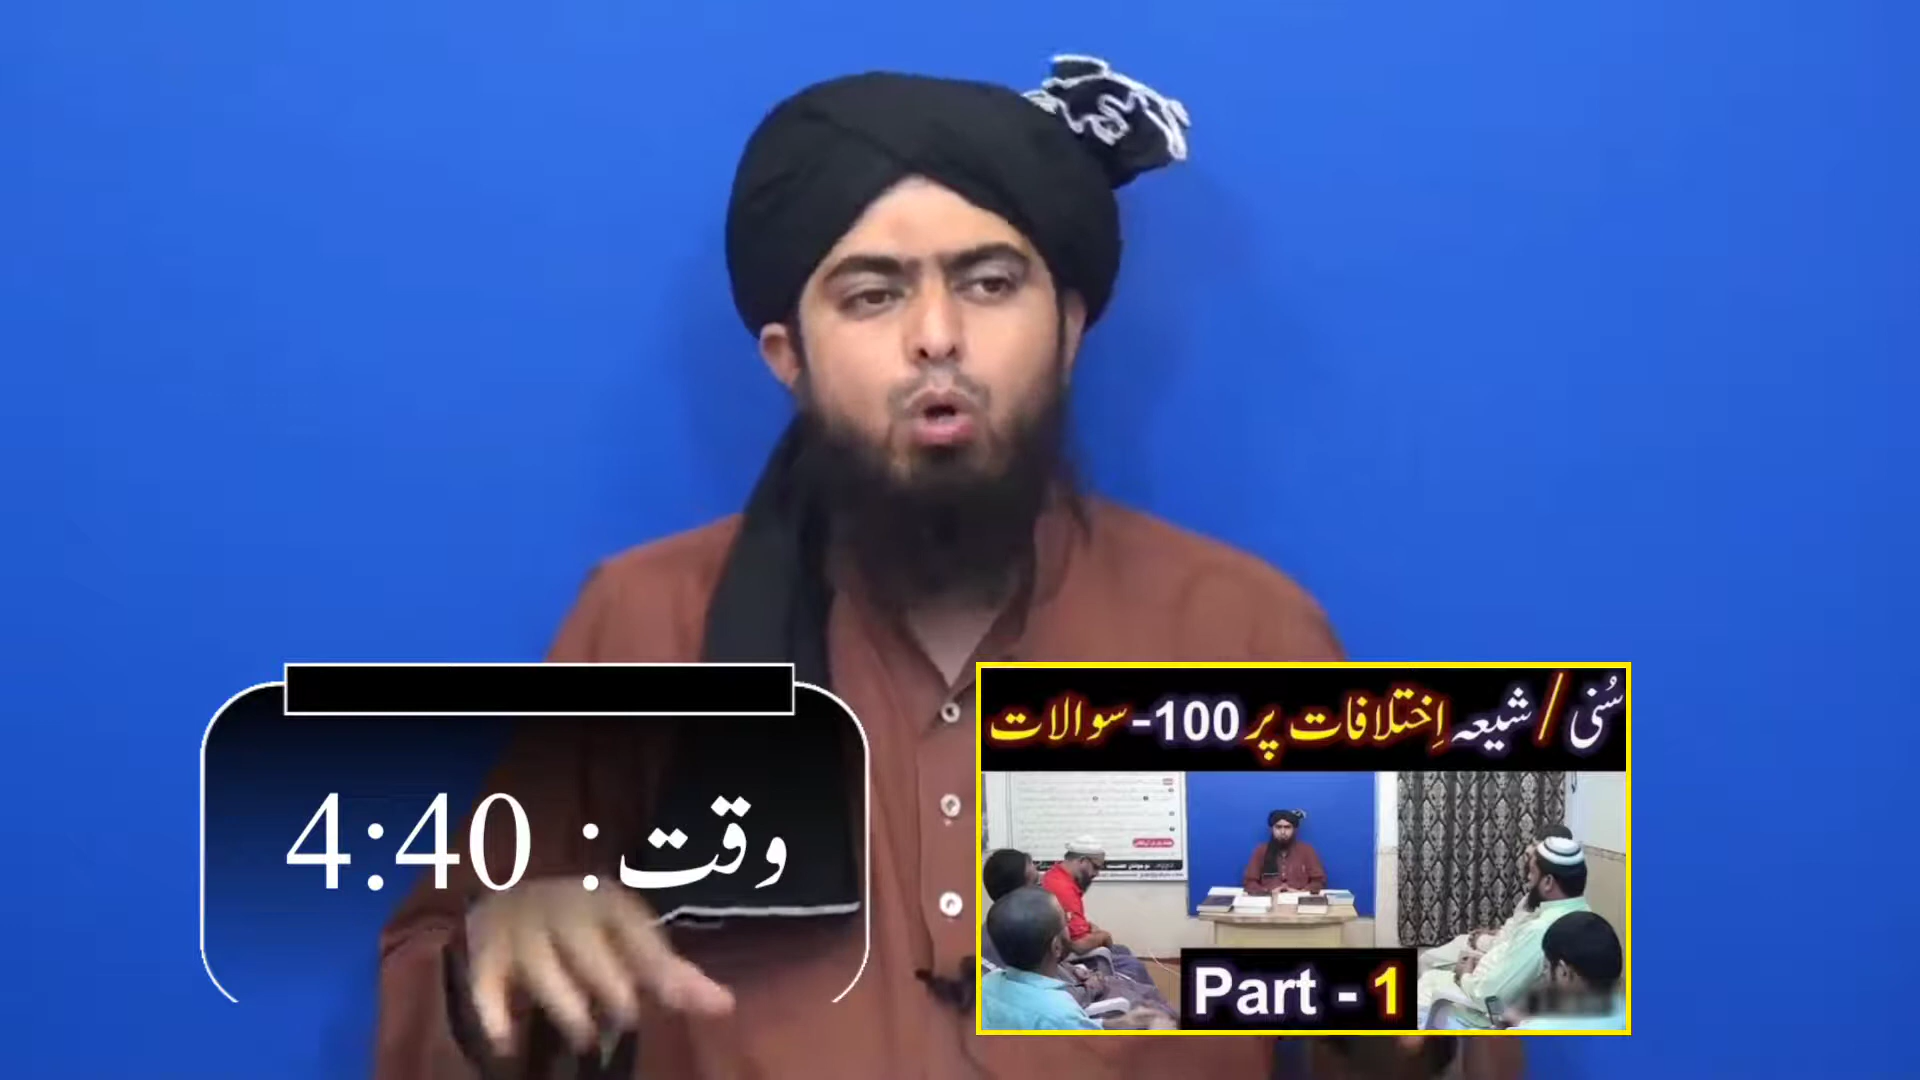 وقت: 4:40
سُنی / شیعہ اِختلافات پر 100-سوالات
Part - 1